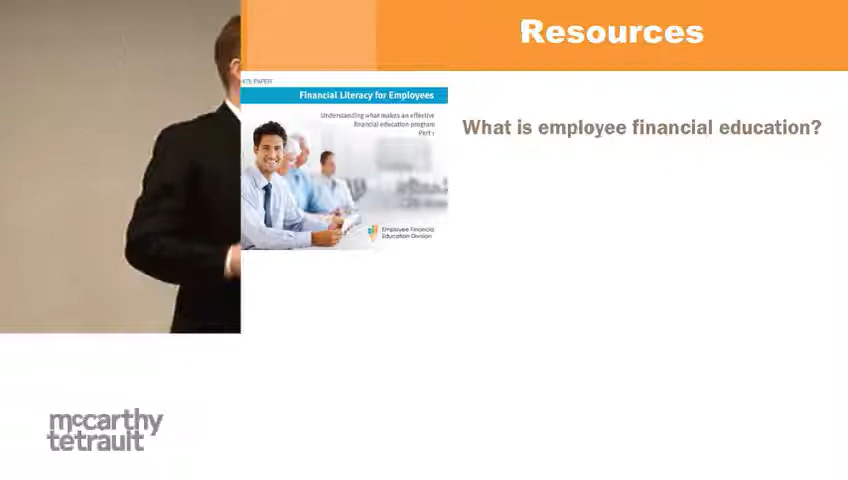 Resources
HITE PAPER
Financial Literacy for Employees
Understanding what makes an effective
financial education program
Part 1
What is employee financial education?
Employee Financial
Education Division
mccarthy
tetrault